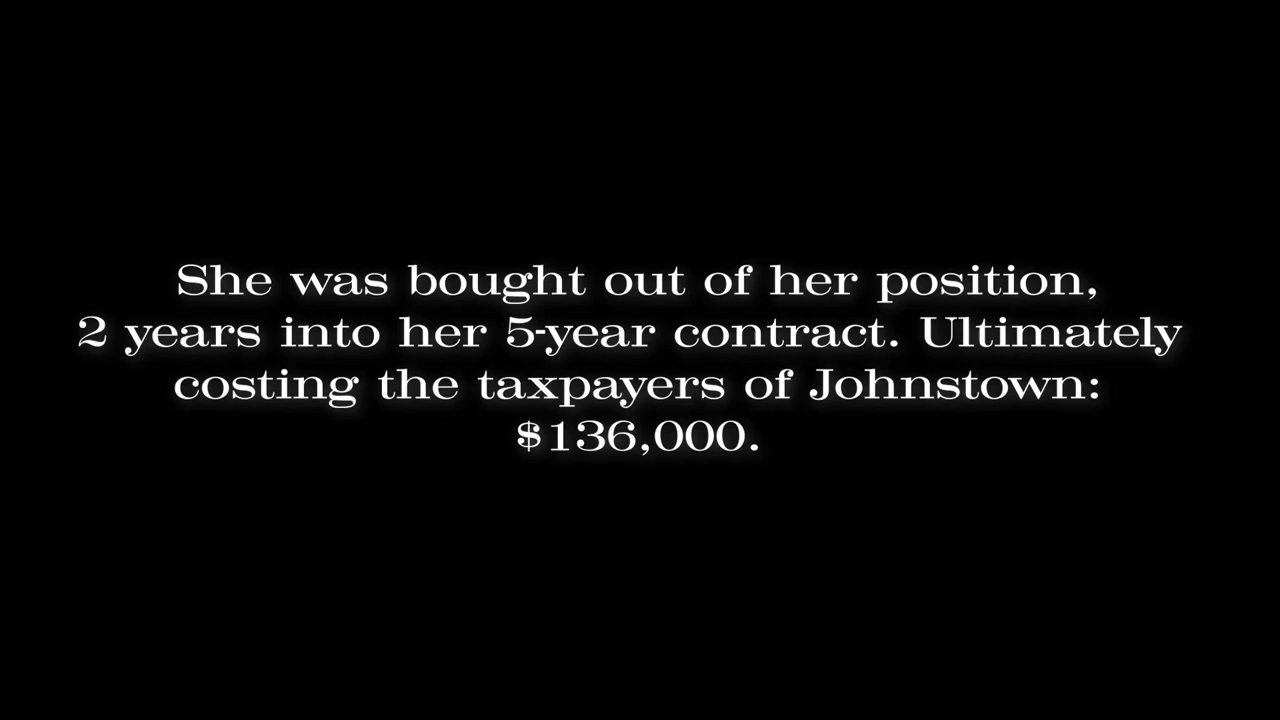 She was bought out of her position,
2 years into her 5-year contract. Ultimately
costing the taxpayers of Johnstown:
$136,000.